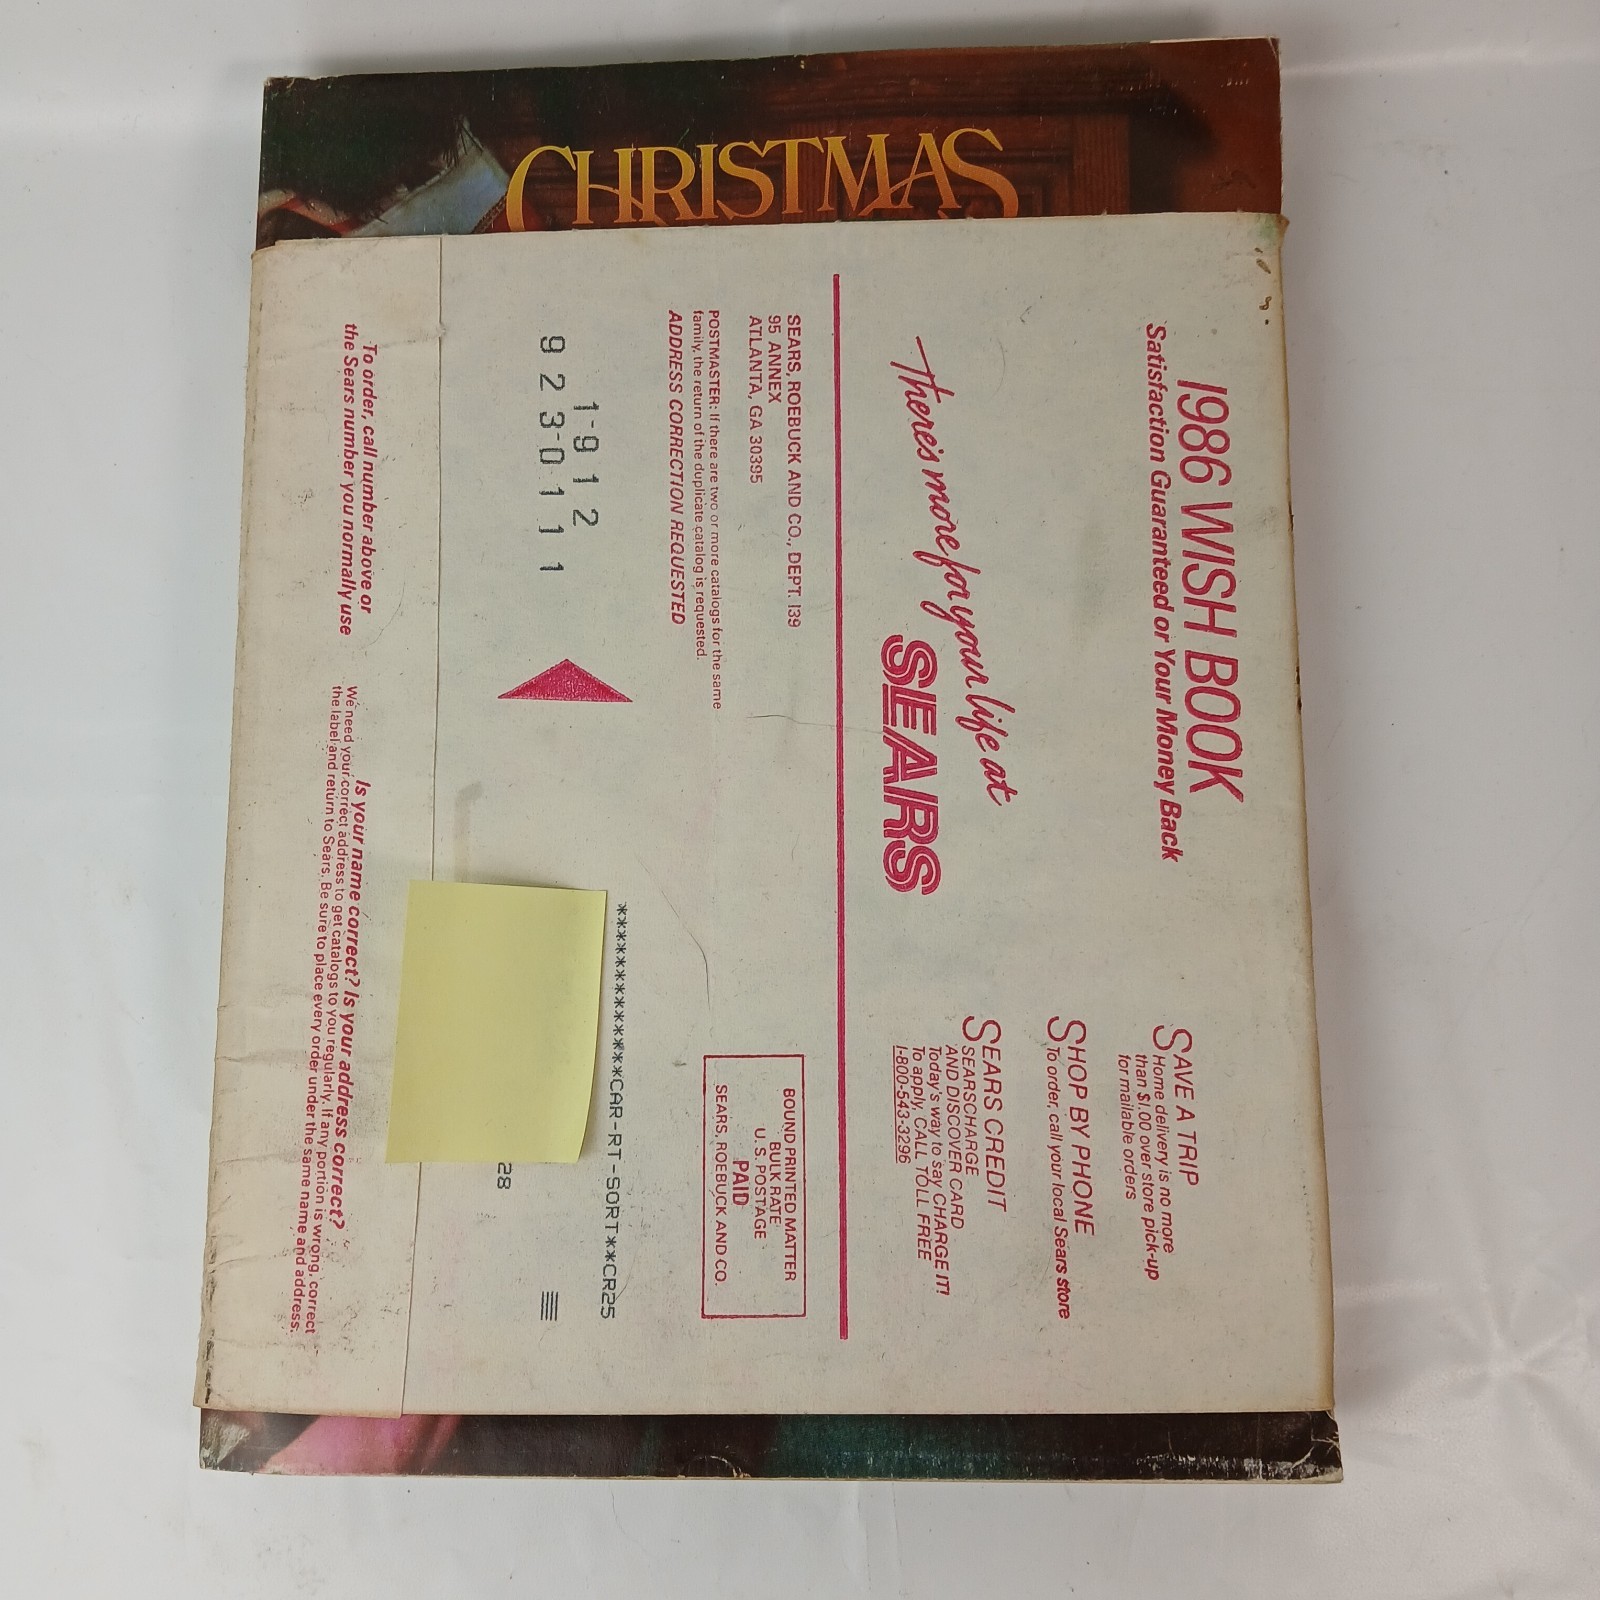 CHRISTMAS
1986 WISH BOOK
Satisfaction Guaranteed or Your Money Back
There's more for your life at
SEARS
SAVE A TRIP
Home delivery is no more
than $1.00 over store pick-up
for mailable orders
SHOP BY PHONE
To order, call your local Sears store
SEARS CREDIT
SEARSCHARGE
AND DISCOVER CARD
Today's way to say CHARGE IT!
To apply, CALL TOLL FREE
1-800-543-3296
SEARS, ROEBUCK AND CO., DEPT. 139
95 ANNEX
ATLANTA, GA 30395
POSTMASTER: If there are two or more catalogs for the same
family, the return of the duplicate catalog is requested.
ADDRESS CORRECTION REQUESTED
BOUND PRINTED MATTER
BULK RATE
U.S. POSTAGE
PAID
SEARS, ROEBUCK AND CO.
1-912
923-0111
**************CAR-RT-SORT**CR25
28
To order, call number above or
the Sears number you normally use
Is your name correct? Is your address correct?
We need your correct address to get catalogs to you regularly. If any portion is wrong, correct
the label and return to Sears. Be sure to place every order under the same name and address.